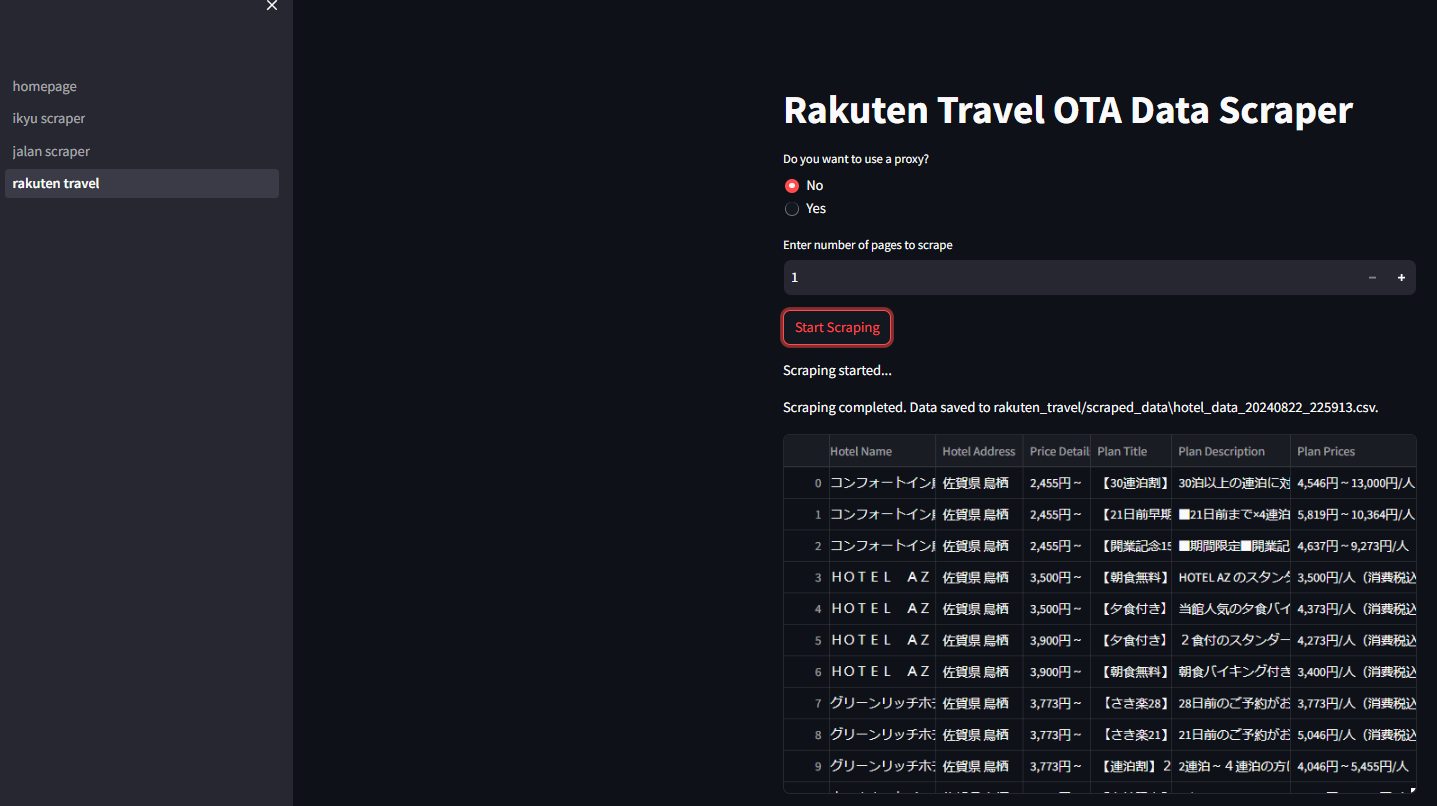 homepage
ikyu scraper
jalan scraper
rakuten travel
Rakuten Travel OTA Data Scraper
Do you want to use a proxy?
No
Yes
Enter number of pages to scrape
1
Start Scraping
Scraping started...
Scraping completed. Data saved to rakuten_travel/scraped_data\hotel_data_20240822_225913.csv.
Hotel Name Hotel Address Price Detail Plan Title Plan Description Plan Prices
0 コンフォートイン 佐賀県 鳥栖 2,455円~ 【30連泊割】 30泊以上の連泊に対 4,546円~13,000円/人
1 コンフォートイン 佐賀県 鳥栖 2,455円~ 【21日前早期 ■21日前まで×4連泊 5,819円~10,364円/人
2 コンフォートイン 佐賀県 鳥栖 2,455円~ 【開業記念15 ■期間限定■開業記 4,637円~9,273円/人
3 ＨＯＴＥＬ　ＡＺ 佐賀県 鳥栖 3,500円~ 【朝食無料】 HOTEL AZ のスタンダ 3,500円/人（消費税込
4 ＨＯＴＥＬ　ＡＺ 佐賀県 鳥栖 3,500円~ 【夕食付き】 当館人気の夕食バイ 4,373円/人（消費税込
5 ＨＯＴＥＬ　ＡＺ 佐賀県 鳥栖 3,900円~ 【夕食付き】 ２食付のスタンダー 4,273円/人（消費税込
6 ＨＯＴＥＬ　ＡＺ 佐賀県 鳥栖 3,900円~ 【朝食無料】 朝食バイキング付き 3,400円/人（消費税込
7 グリーンリッチホテ 佐賀県 鳥栖 3,773円~ 【さき楽28】 28日前のご予約がお 3,773円/人（消費税込
8 グリーンリッチホテ 佐賀県 鳥栖 3,773円~ 【さき楽21】 21日前のご予約がお 5,046円/人（消費税込
9 グリーンリッチホテ 佐賀県 鳥栖 3,773円~ 【連泊割】２ 2連泊~４連泊の方 4,046円~5,455円/人